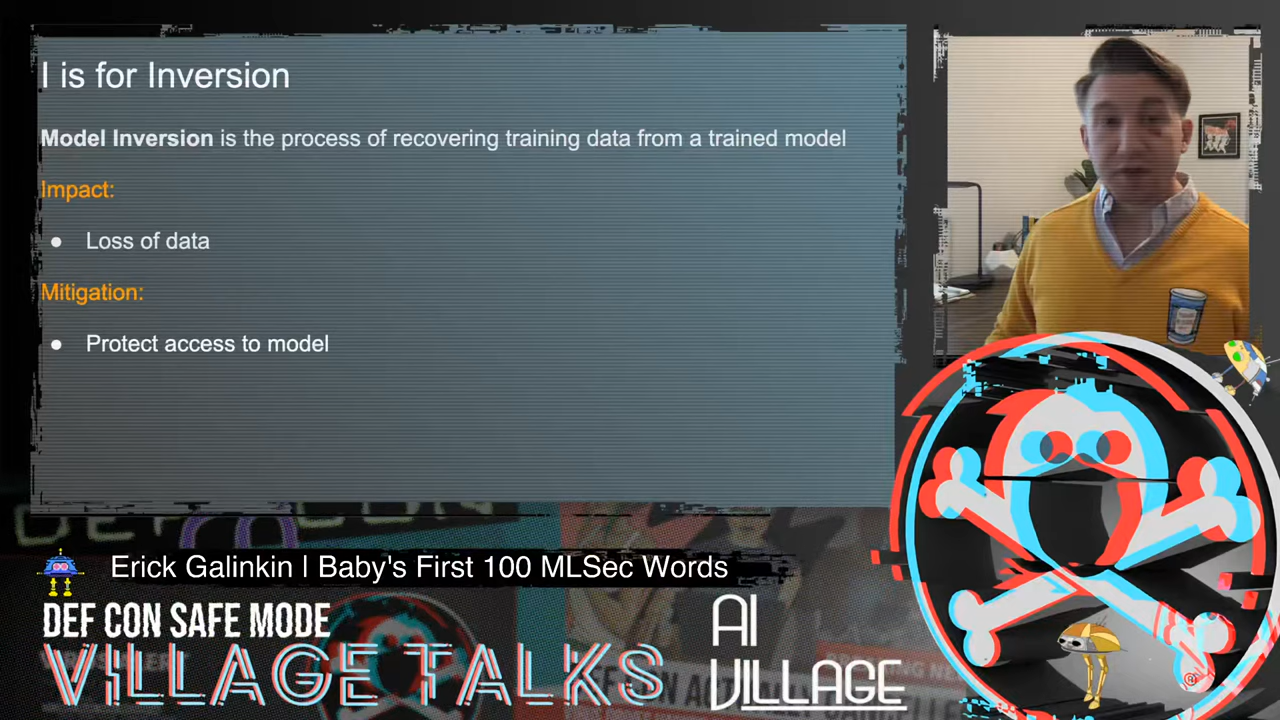 I is for Inversion
Model Inversion is the process of recovering training data from a trained model
Impact:
● Loss of data
Mitigation:
● Protect access to model
Erick Galinkin | Baby's First 100 MLSec Words
DEF CON SAFE MODE
VILLAGE TALKS
AI
VILLAGE